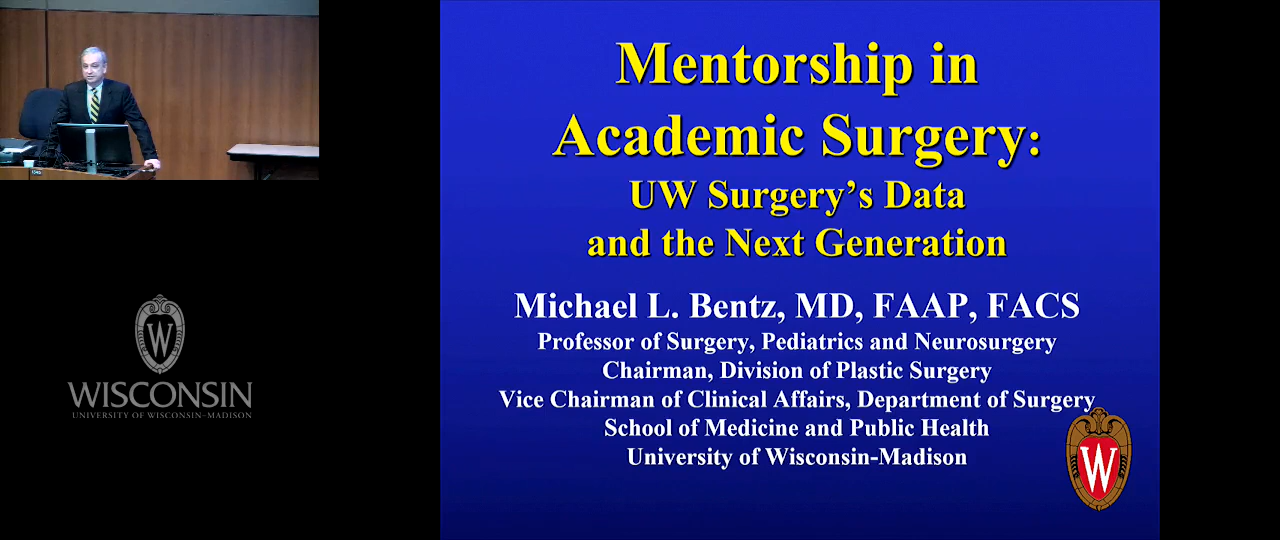 Mentorship in
Academic Surgery:
UW Surgery's Data
and the Next Generation
Michael L. Bentz, MD, FAAP, FACS
Professor of Surgery, Pediatrics and Neurosurgery
Chairman, Division of Plastic Surgery
Vice Chairman of Clinical Affairs, Department of Surgery
School of Medicine and Public Health
University of Wisconsin-Madison
W
W
WISCONSIN
UNIVERSITY OF WISCONSIN–MADISON